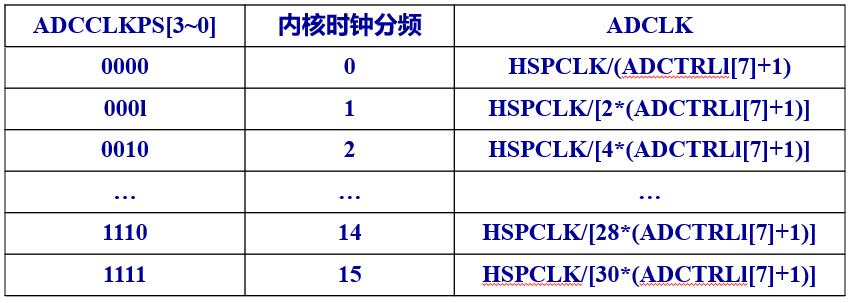 ADCCLKPS[3~0] 内核时钟分频 ADCLK
0000 0 HSPCLK/(ADCTRLl[7]+1)
000l 1 HSPCLK/[2*(ADCTRLl[7]+1)]
0010 2 HSPCLK/[4*(ADCTRLl[7]+1)]
… … …
1110 14 HSPCLK/[28*(ADCTRLl[7]+1)]
1111 15 HSPCLK/[30*(ADCTRLl[7]+1)]